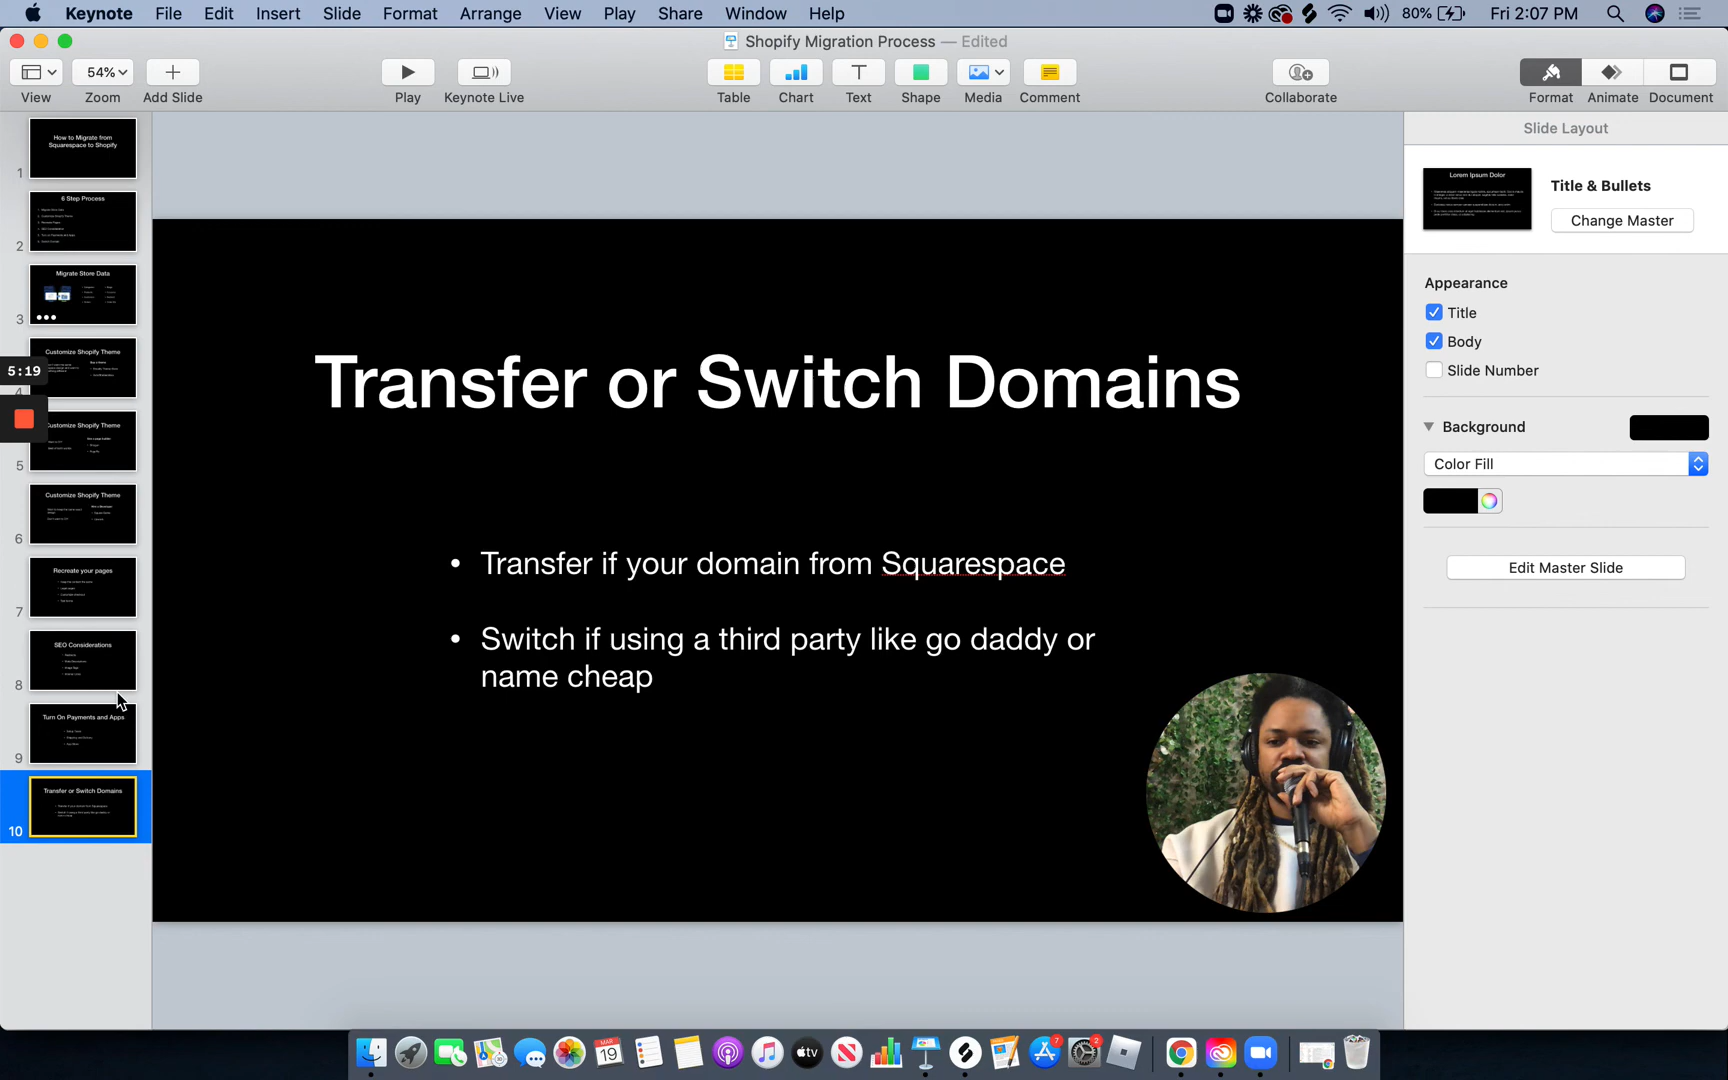 Keynote File Edit Insert Slide Format Arrange View Play Share Window Help
80% Fri 2:07 PM
Shopify Migration Process — Edited
54%
View Zoom Add Slide Play Keynote Live Table Chart Text Shape Media Comment Collaborate Format Animate Document
How to Migrate from
Squarespace to Shopify
1
6 Step Process
2
Migrate Store Data
3
Customize Shopify Theme
5:19
4
Customize Shopify Theme
5
Customize Shopify Theme
6
Recreate your pages
7
SEO Considerations
8
Turn On Payments and Apps
9
Transfer or Switch Domains
10
Transfer or Switch Domains
• Transfer if your domain from Squarespace
• Switch if using a third party like go daddy or
name cheap
Slide Layout
Lorem Ipsum Dolor
Title & Bullets
Change Master
Appearance
Title
Body
Slide Number
Background
Color Fill
Edit Master Slide
MAR
19
tv
7
2